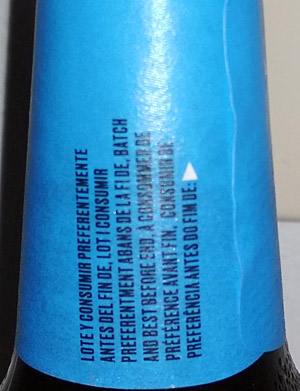 LOTE Y CONSUMIR PREFERENTEMENTE
ANTES DEL FIN DE, LOT I CONSUMIR
PREFERENTMENT ABANS DE LA FI DE, BATCH
AND BEST BEFORE END, À CONSOMMER DE
PRÉFÉRENCE AVANT FIN, CONSUMIR DE
PREFERÊNCIA ANTES DO FIN DE: